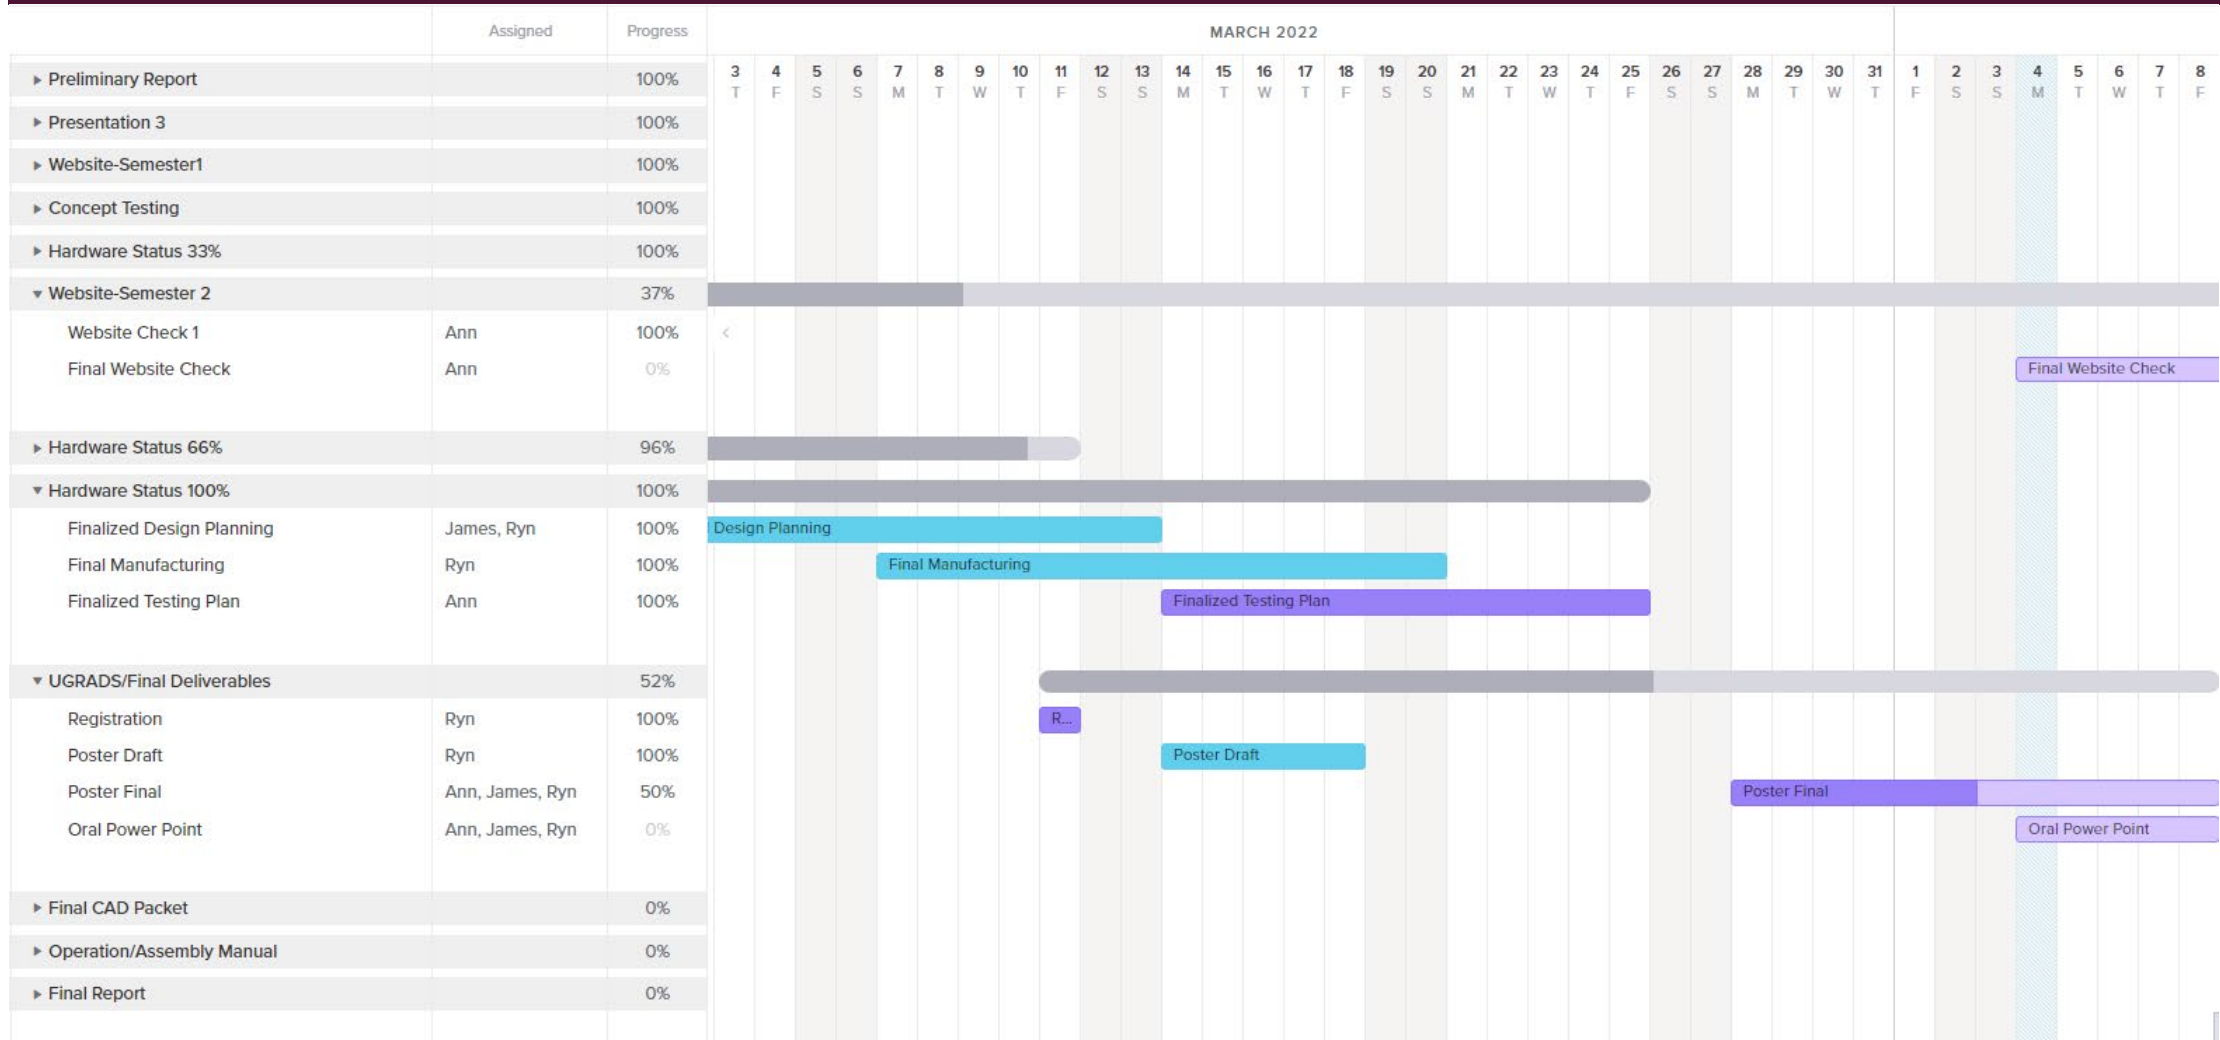 Assigned Progress MARCH 2022
3 4 5 6 7 8 9 10 11 12 13 14 15 16 17 18 19 20 21 22 23 24 25 26 27 28 29 30 31 1 2 3 4 5 6 7 8
T F S S M T W T F S S M T W T F S S M T W T F S S M T W T F S S M T W T F
Preliminary Report 100%
Presentation 3 100%
Website-Semester1 100%
Concept Testing 100%
Hardware Status 33% 100%
Website-Semester 2 37%
Website Check 1 Ann 100% <
Final Website Check Ann 0% Final Website Check
Hardware Status 66% 96%
Hardware Status 100% 100%
Finalized Design Planning James, Ryn 100% Design Planning
Final Manufacturing Ryn 100% Final Manufacturing
Finalized Testing Plan Ann 100% Finalized Testing Plan
UGRADS/Final Deliverables 52%
Registration Ryn 100% R...
Poster Draft Ryn 100% Poster Draft
Poster Final Ann, James, Ryn 50% Poster Final
Oral Power Point Ann, James, Ryn 0% Oral Power Point
Final CAD Packet 0%
Operation/Assembly Manual 0%
Final Report 0%